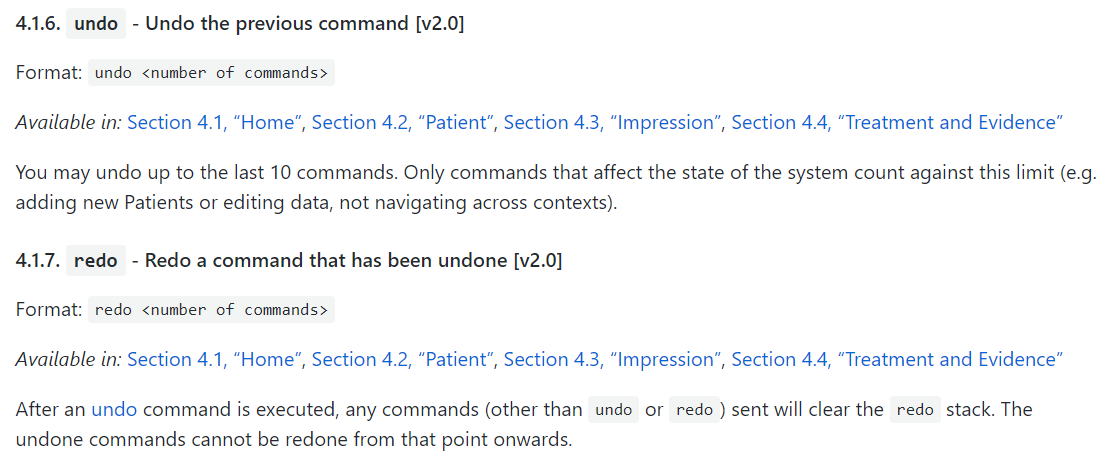 4.1.6. undo - Undo the previous command [v2.0]
Format: undo <number of commands>
Available in: Section 4.1, “Home”, Section 4.2, “Patient”, Section 4.3, “Impression”, Section 4.4, “Treatment and Evidence”
You may undo up to the last 10 commands. Only commands that affect the state of the system count against this limit (e.g.
adding new Patients or editing data, not navigating across contexts).
4.1.7. redo - Redo a command that has been undone [v2.0]
Format: redo <number of commands>
Available in: Section 4.1, “Home”, Section 4.2, “Patient”, Section 4.3, “Impression”, Section 4.4, “Treatment and Evidence”
After an undo command is executed, any commands (other than undo or redo) sent will clear the redo stack. The
undone commands cannot be redone from that point onwards.